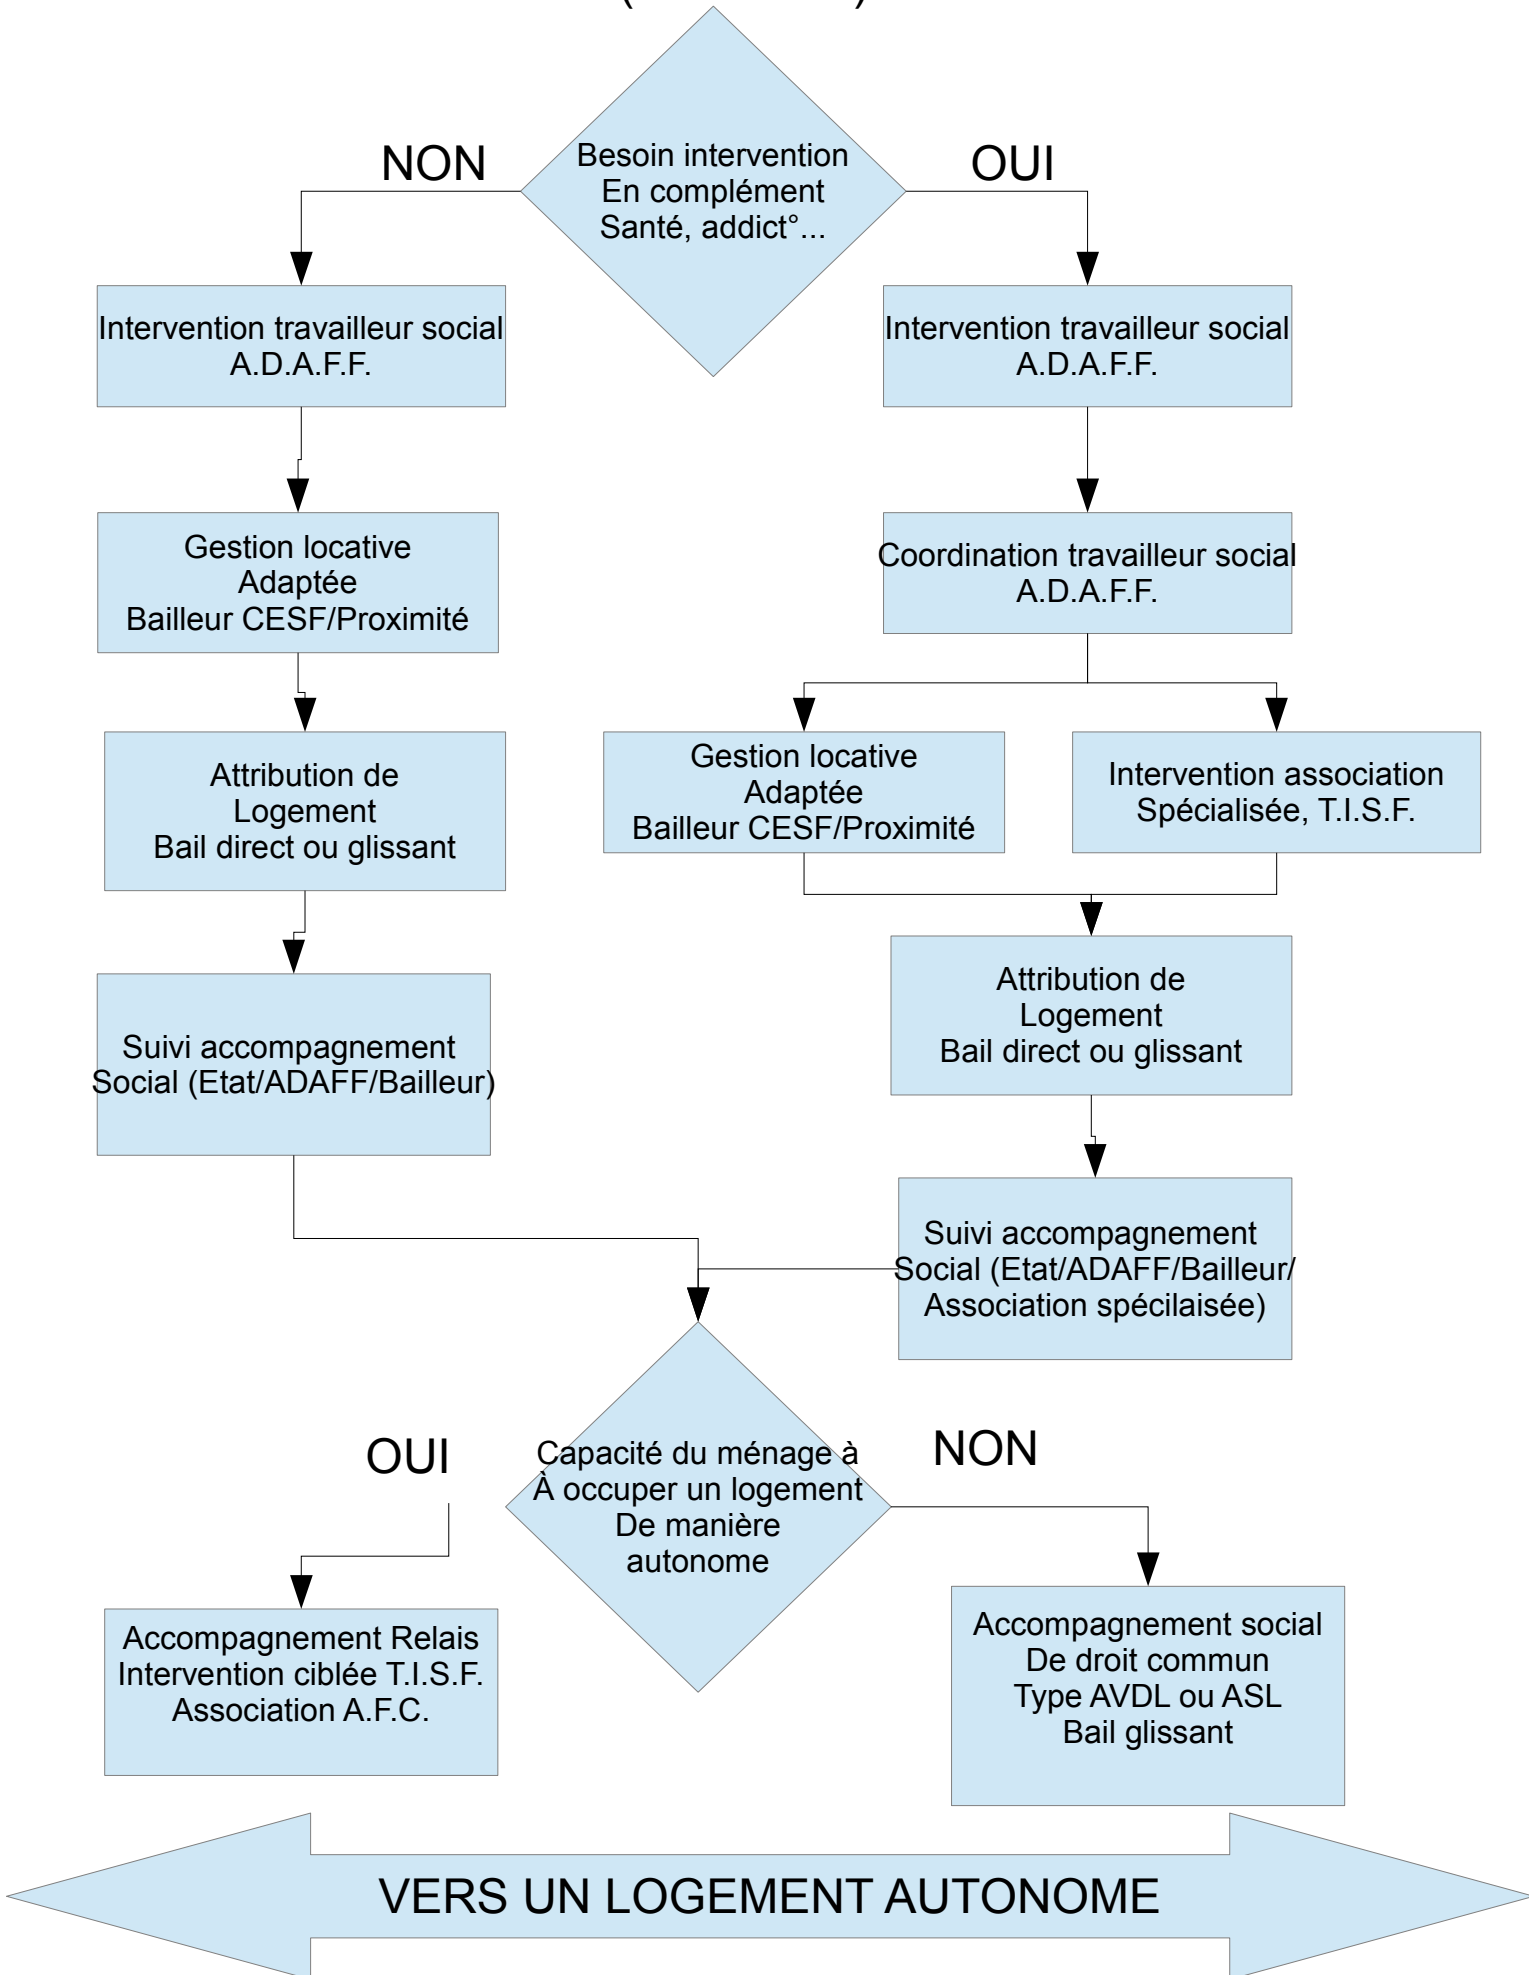 NON
OUI
Besoin intervention
En complément
Santé, addict°...
Intervention travailleur social
A.D.A.F.F.
Intervention travailleur social
A.D.A.F.F.
Gestion locative
Adaptée
Bailleur CESF/Proximité
Coordination travailleur social
A.D.A.F.F.
Attribution de
Logement
Bail direct ou glissant
Gestion locative
Adaptée
Bailleur CESF/Proximité
Intervention association
Spécialisée, T.I.S.F.
Suivi accompagnement
Social (Etat/ADAFF/Bailleur)
Attribution de
Logement
Bail direct ou glissant
Suivi accompagnement
Social (Etat/ADAFF/Bailleur/
Association spécilaisée)
OUI
NON
Capacité du ménage à
À occuper un logement
De manière
autonome
Accompagnement Relais
Intervention ciblée T.I.S.F.
Association A.F.C.
Accompagnement social
De droit commun
Type AVDL ou ASL
Bail glissant
VERS UN LOGEMENT AUTONOME